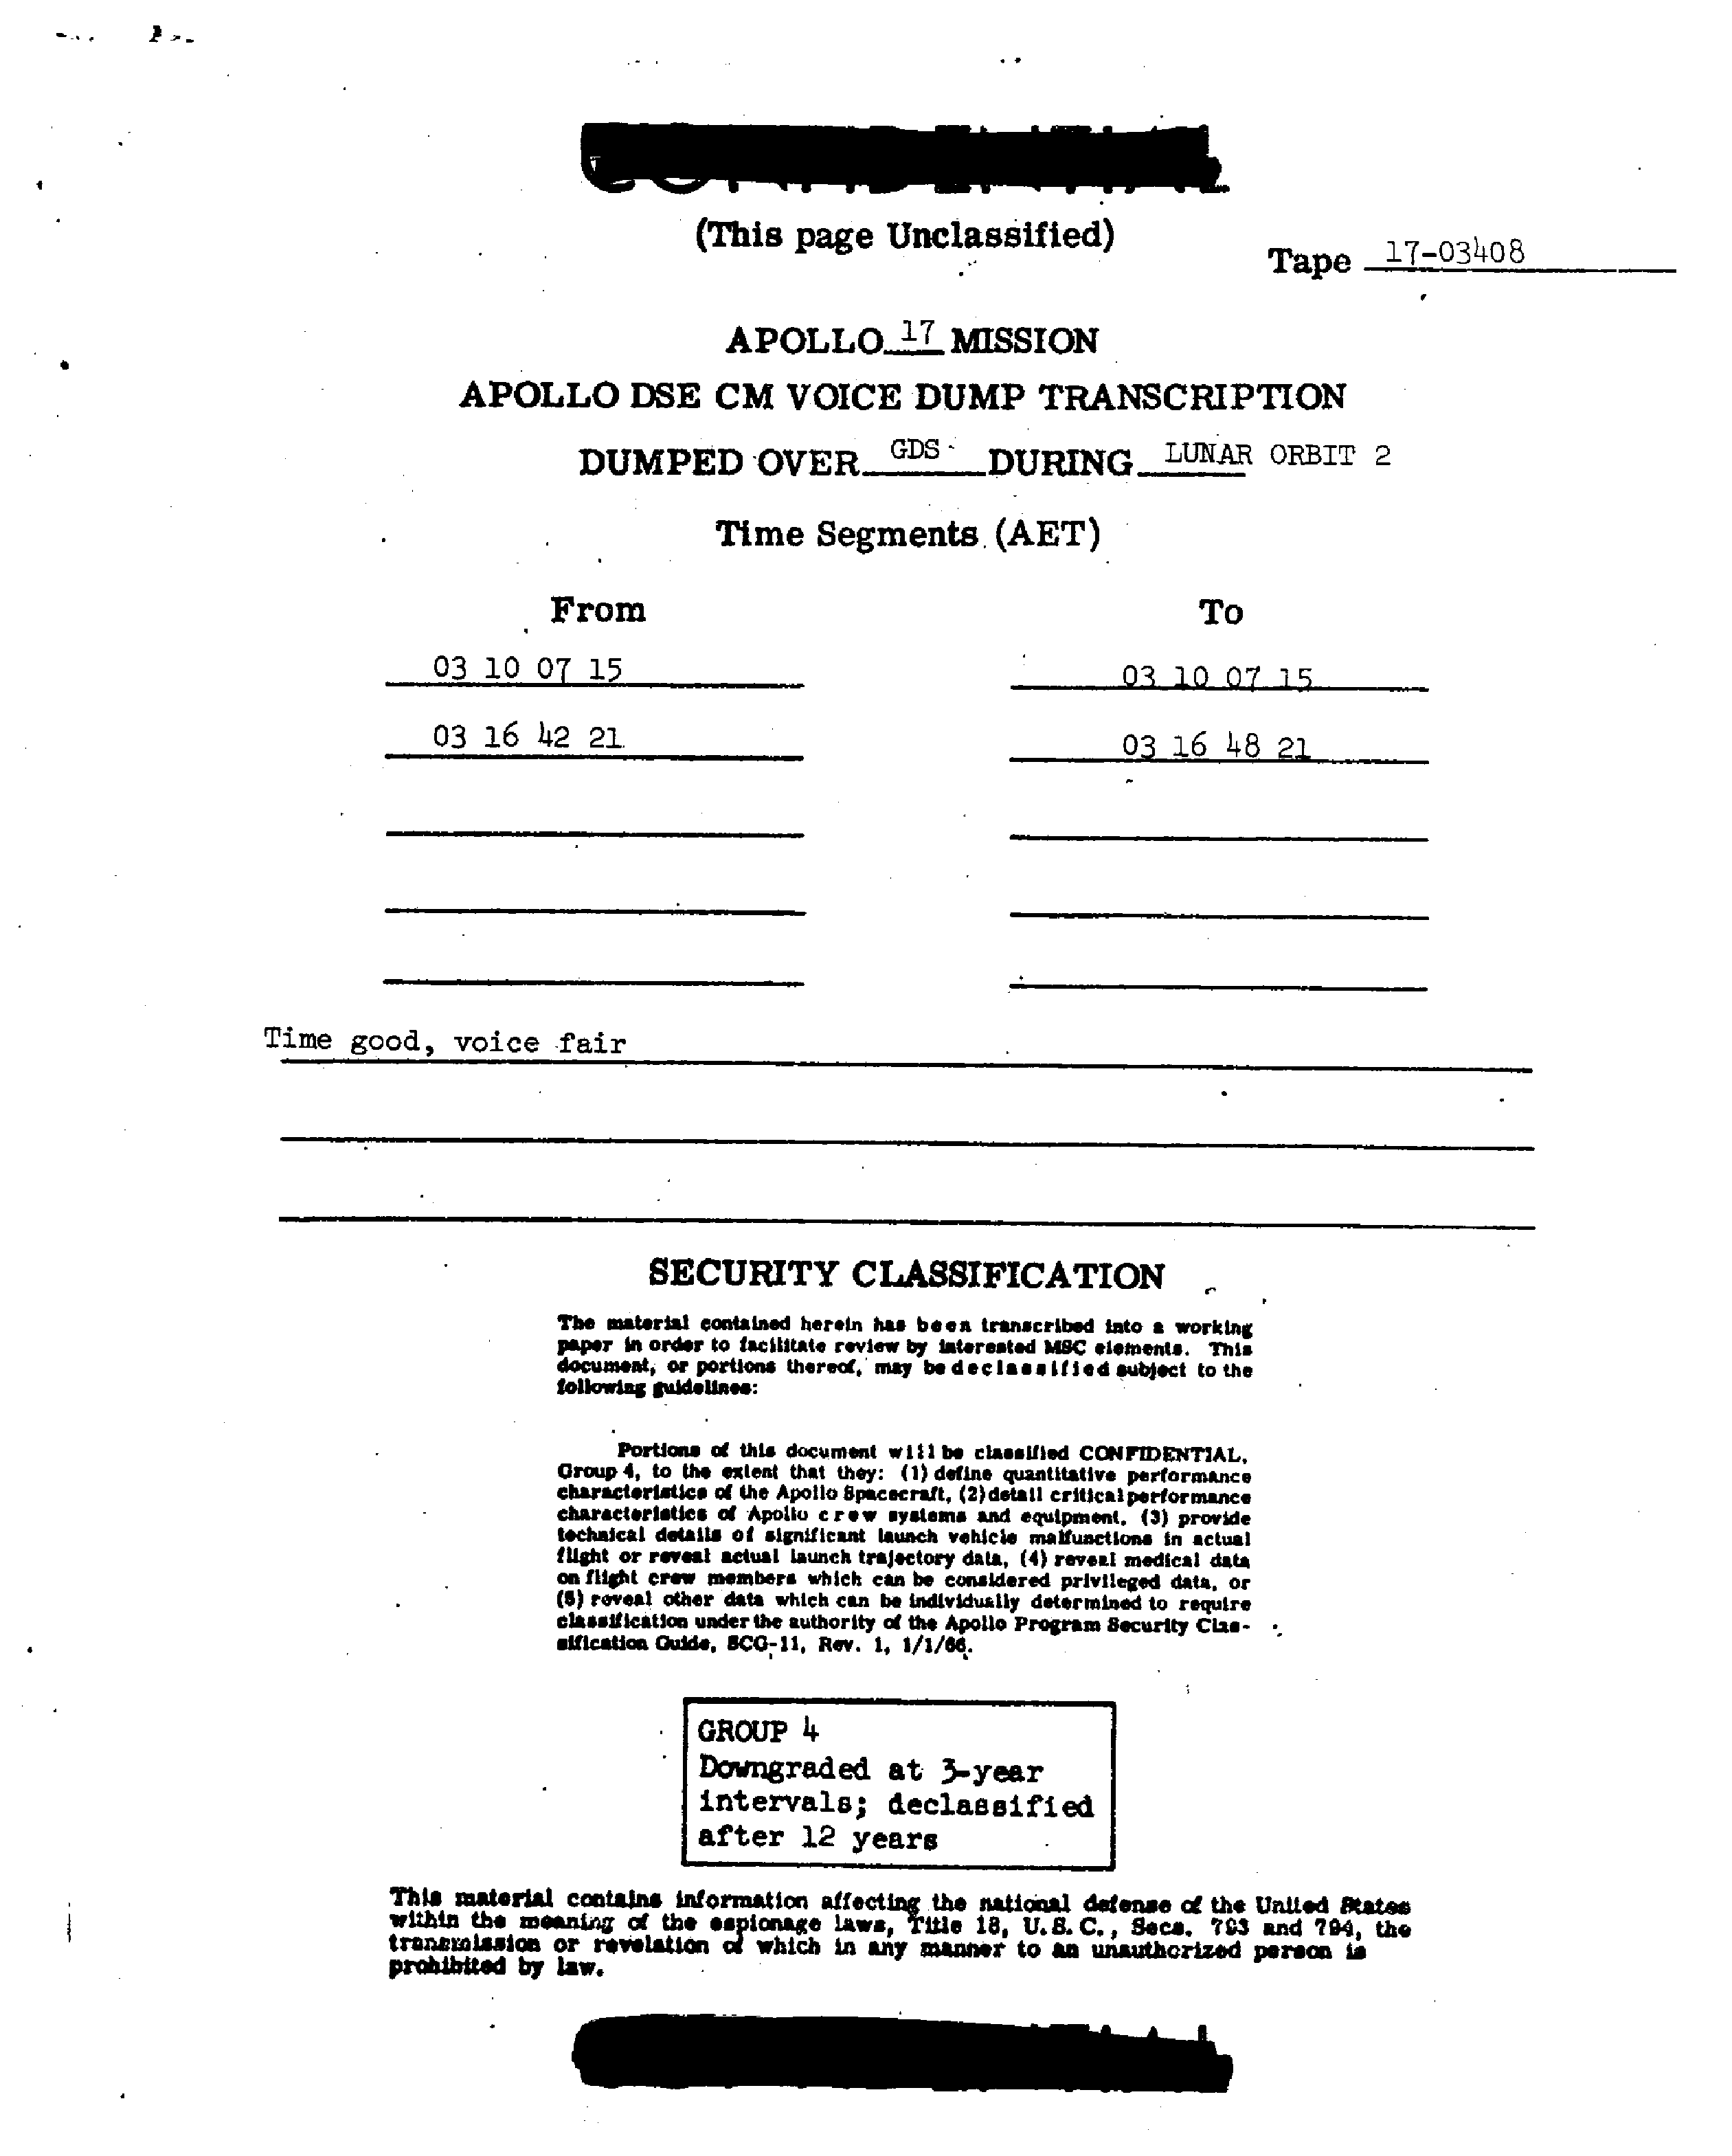 (This page Unclassified)
Tape 17-03408
APOLLO 17 MISSION
APOLLO DSE CM VOICE DUMP TRANSCRIPTION
DUMPED OVER GDS DURING LUNAR ORBIT 2
Time Segments (AET)
From To
03 10 07 15 03 10 07 15
03 16 42 21 03 16 48 21
Time good, voice fair
SECURITY CLASSIFICATION
The material contained herein has been transcribed into a working
paper in order to facilitate review by interested MSC elements. This
document, or portions thereof, may be declassified subject to the
following guidelines:
Portions of this document will be classified CONFIDENTIAL,
Group 4, to the extent that they: (1) define quantitative performance
characteristics of the Apollo Spacecraft, (2) detail critical performance
characteristics of Apollo crew systems and equipment, (3) provide
technical details of significant launch vehicle malfunctions in actual
flight or reveal actual launch trajectory data, (4) reveal medical data
on flight crew members which can be considered privileged data, or
(5) reveal other data which can be individually determined to require
classification under the authority of the Apollo Program Security Clas-
sification Guide, SCG-11, Rev. 1, 1/1/66.
GROUP 4
Downgraded at 3-year
intervals; declassified
after 12 years
This material contains information affecting the national defense of the United States
within the meaning of the espionage laws, Title 18, U.S.C., Secs. 793 and 794, the
transmission or revelation of which in any manner to an unauthorized person is
prohibited by law.